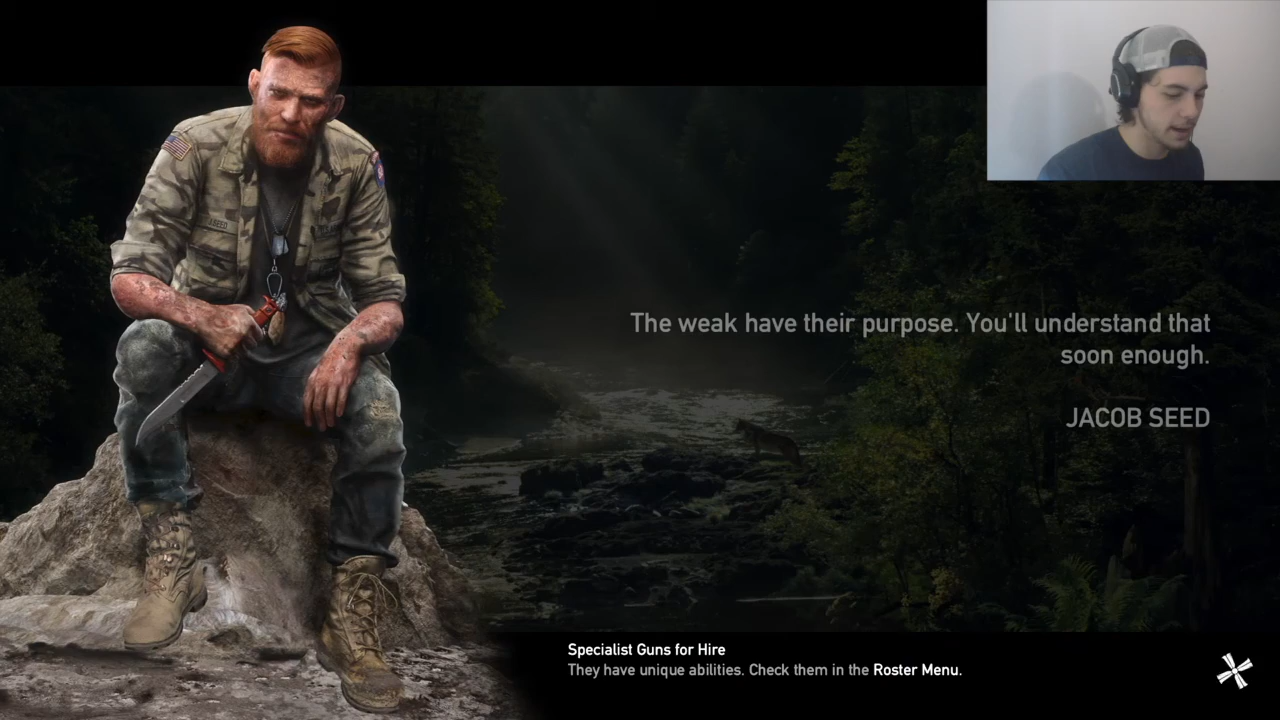 The weak have their purpose. You'll understand that
soon enough.
JACOB SEED
Specialist Guns for Hire
They have unique abilities. Check them in the Roster Menu.